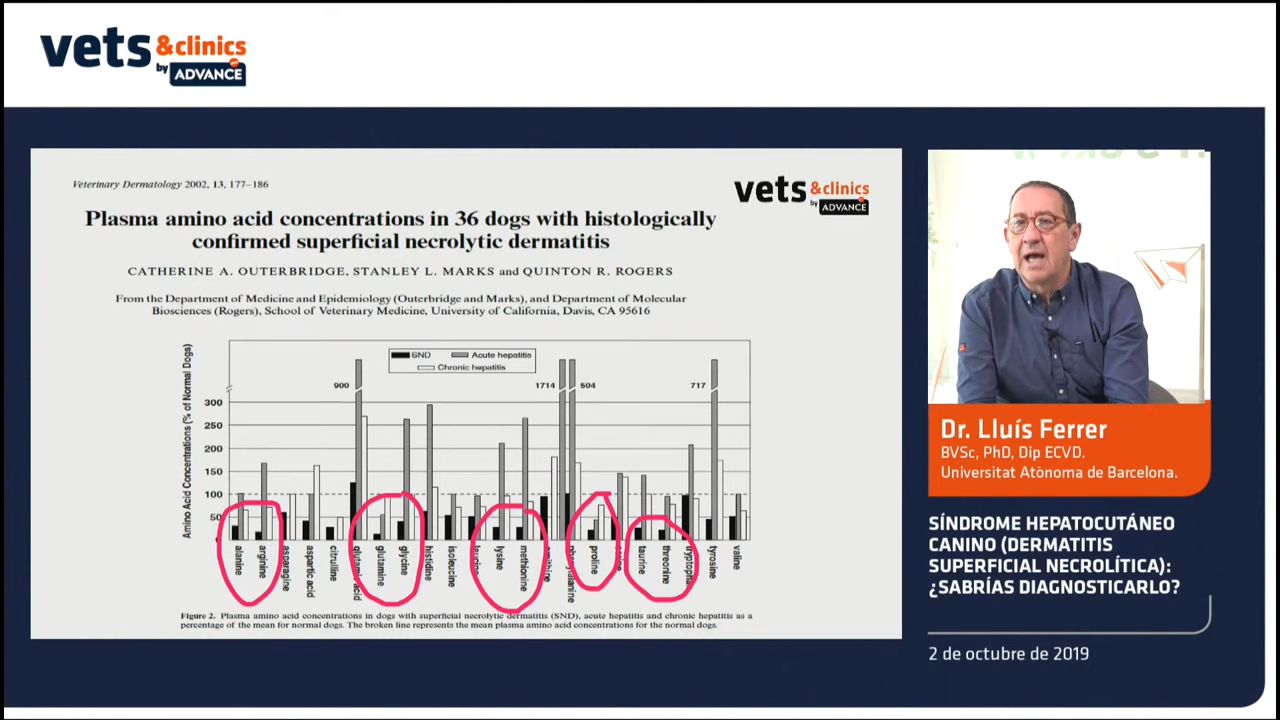 vets &clinics
by ADVANCE
Veterinary Dermatology 2002, 13, 177–186
vets &clinics
by ADVANCE
Plasma amino acid concentrations in 36 dogs with histologically
confirmed superficial necrolytic dermatitis
CATHERINE A. OUTERBRIDGE, STANLEY L. MARKS and QUINTON R. ROGERS
From the Department of Medicine and Epidemiology (Outerbridge and Marks), and Department of Molecular
Biosciences (Rogers), School of Veterinary Medicine, University of California, Davis, CA 95616
Amino Acid Concentrations (% of Normal Dogs)
SND Acute hepatitis
Chronic hepatitis
900 1714 504 717
300
250
200
150
100
50
alanine
arginine
asparagine
aspartic acid
citrulline
glutamic acid
glutamine
glycine
histidine
isoleucine
leucine
lysine
methionine
ornithine
phenylalanine
proline
taurine
threonine
tryptophan
tyrosine
valine
Figure 2. Plasma amino acid concentrations in dogs with superficial necrolytic dermatitis (SND), acute hepatitis and chronic hepatitis as a
percentage of the mean for normal dogs. The broken line represents the mean plasma amino acid concentrations for the normal dogs.
Dr. Lluís Ferrer
BVSc, PhD, Dip ECVD.
Universitat Atònoma de Barcelona.
SÍNDROME HEPATOCUTÁNEO
CANINO (DERMATITIS
SUPERFICIAL NECROLÍTICA):
¿SABRÍAS DIAGNOSTICARLO?
2 de octubre de 2019